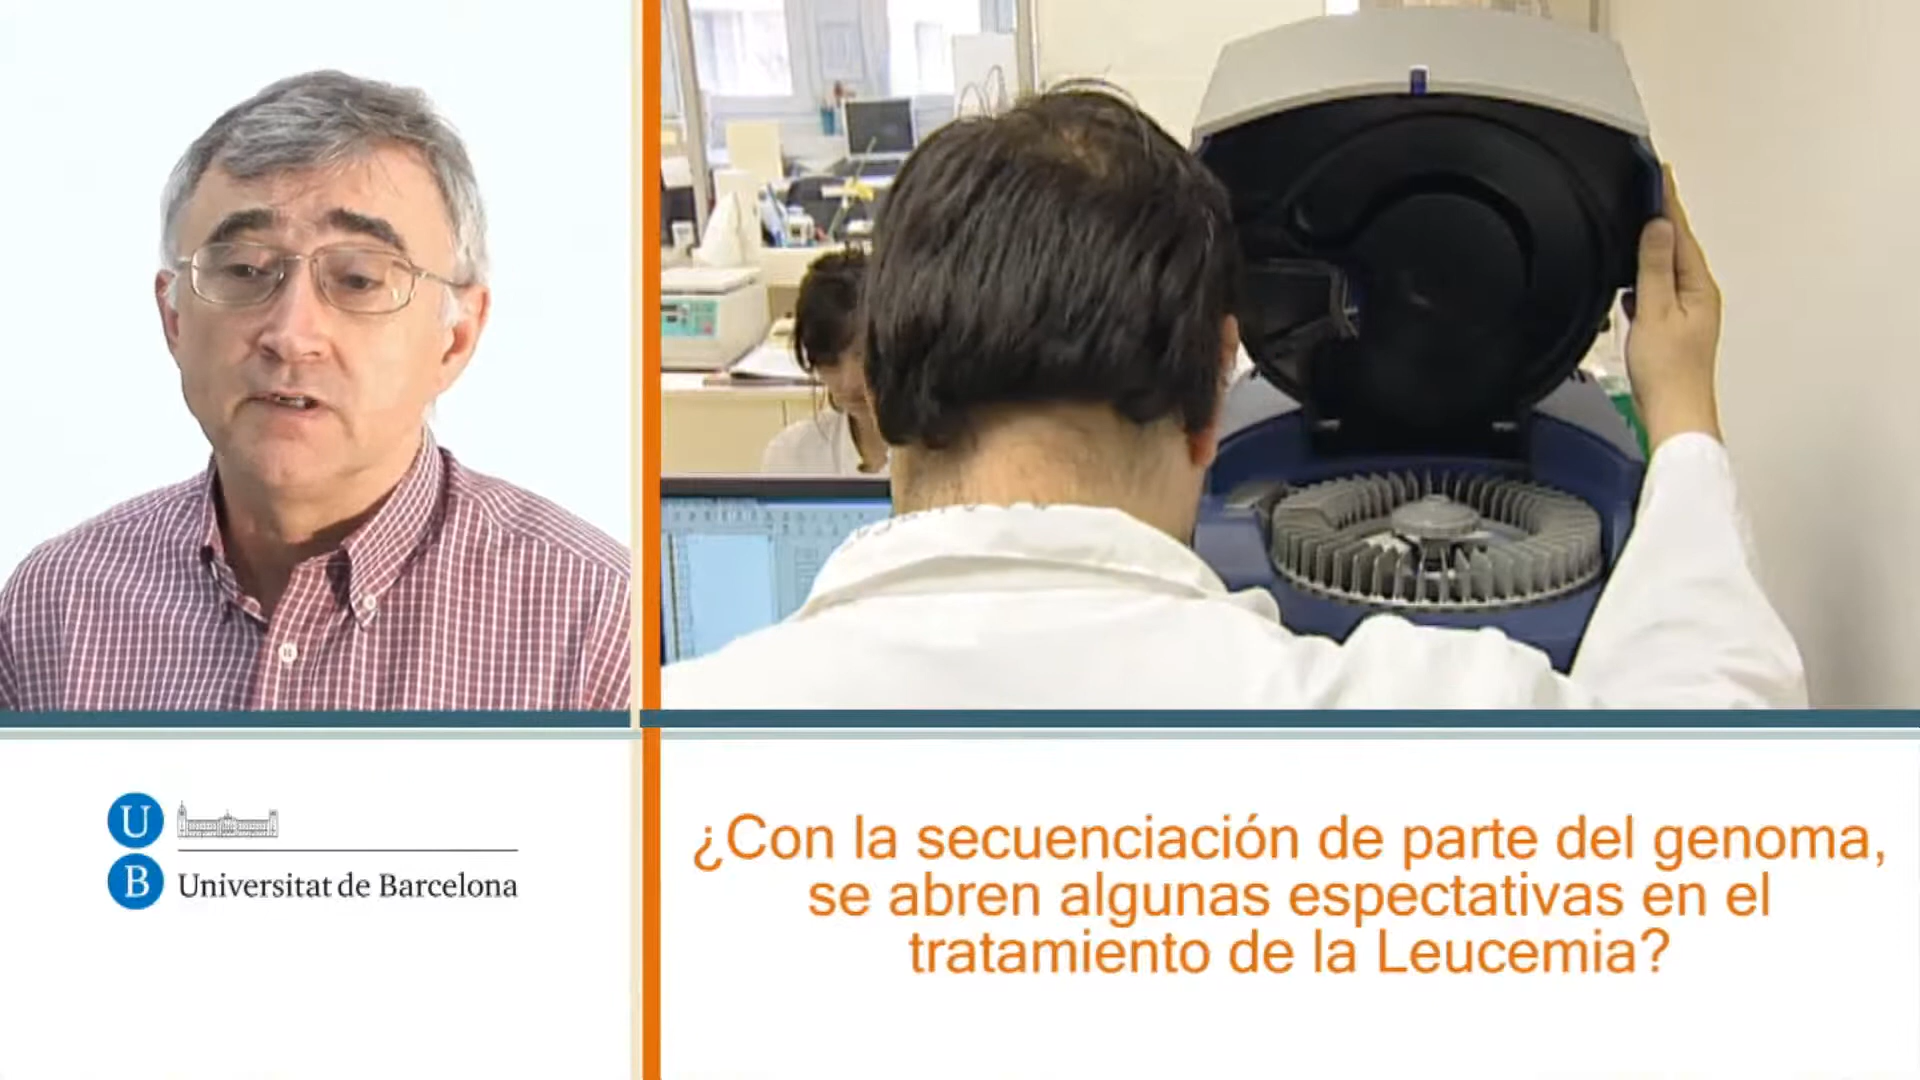 U
B
Universitat de Barcelona
¿Con la secuenciación de parte del genoma,
se abren algunas espectativas en el
tratamiento de la Leucemia?